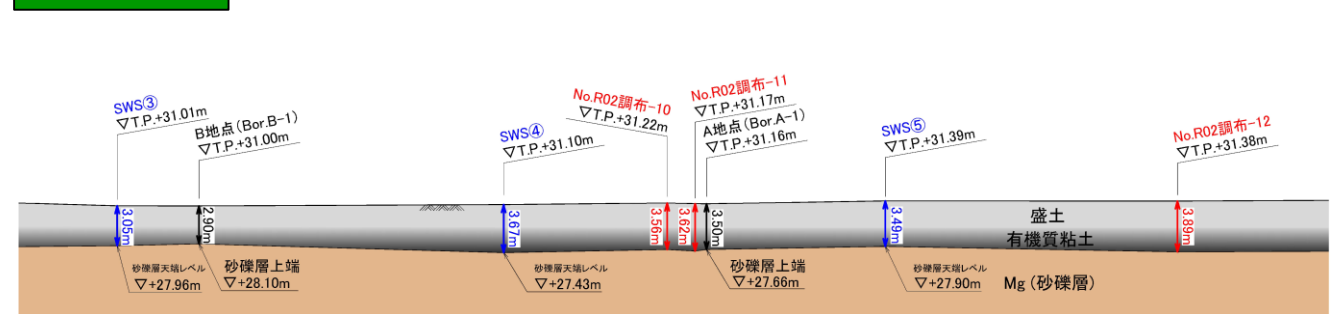 SWS③
▽T.P.+31.01m
B地点(Bor.B-1)
▽T.P.+31.00m
SWS④
▽T.P.+31.10m
No.R02調布-10
▽T.P.+31.22m
No.R02調布-11
▽T.P.+31.17m
A地点(Bor.A-1)
▽T.P.+31.16m
SWS⑤
▽T.P.+31.39m
No.R02調布-12
▽T.P.+31.38m
3.05m
2.90m
3.67m
3.56m
3.62m
3.50m
3.49m
3.89m
盛土
有機質粘土
砂礫層天端レベル
▽+27.96m
砂礫層上端
▽+28.10m
砂礫層天端レベル
▽+27.43m
砂礫層上端
▽+27.66m
砂礫層天端レベル
▽+27.90m
Mg(砂礫層)